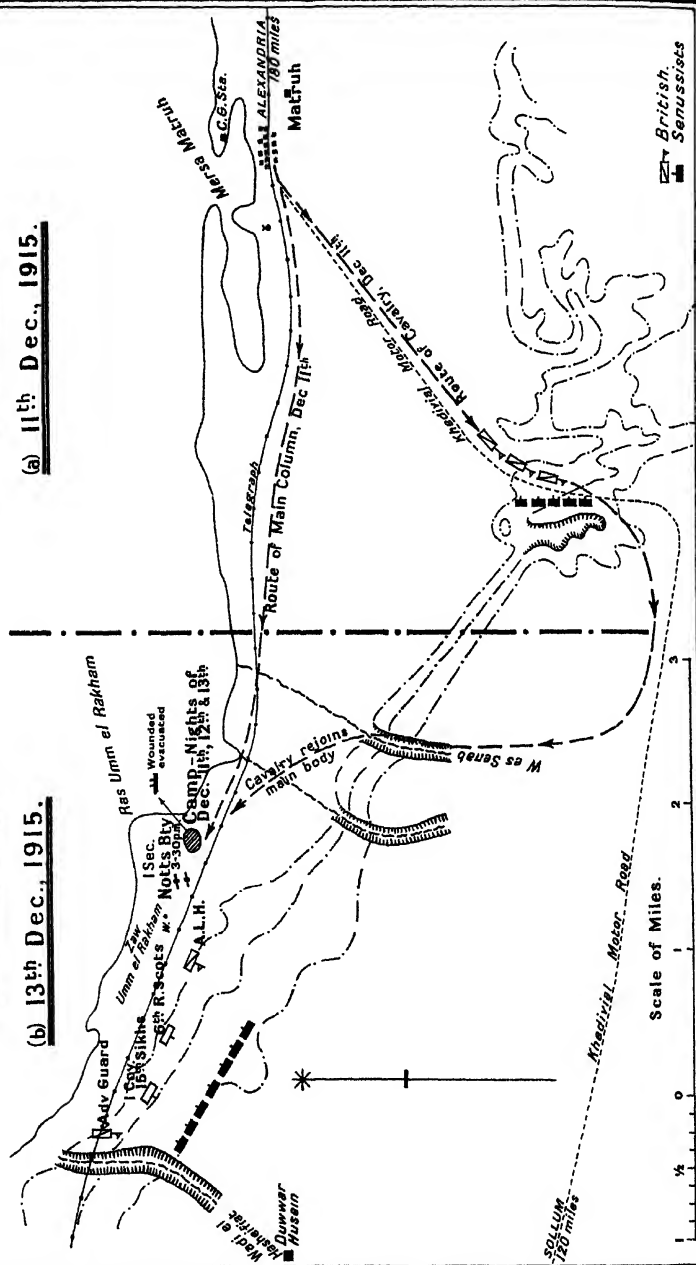 (b) 13th Dec., 1915.
(a) 11th Dec., 1915.
Ras Umm el Rakham
Wounded
evacuated
Camp-Nights of
Dec. 11th, 12th & 13th
1 Sec.
Notts Bty
3-30pm
Zaw
Umm el Rakham
W.
Adv Guard
1 Coy.
15th Sikhs
6th R. Scots
A.L.H.
Wadi el
Hasheifiat
Duwwar
Husein
Cavalry rejoins
main body
W es Senab
Telegraph
Route of Main Column, Dec 11th
Mersa Matruh
C.G. Sta.
ALEXANDRIA
180 miles
Matruh
Route of Cavalry, Dec 11th
Khedivial Motor Road
Khedivial Motor Road
SOLLUM
120 miles
Scale of Miles.
1 ½ 0 1 2 3
British.
Senussists